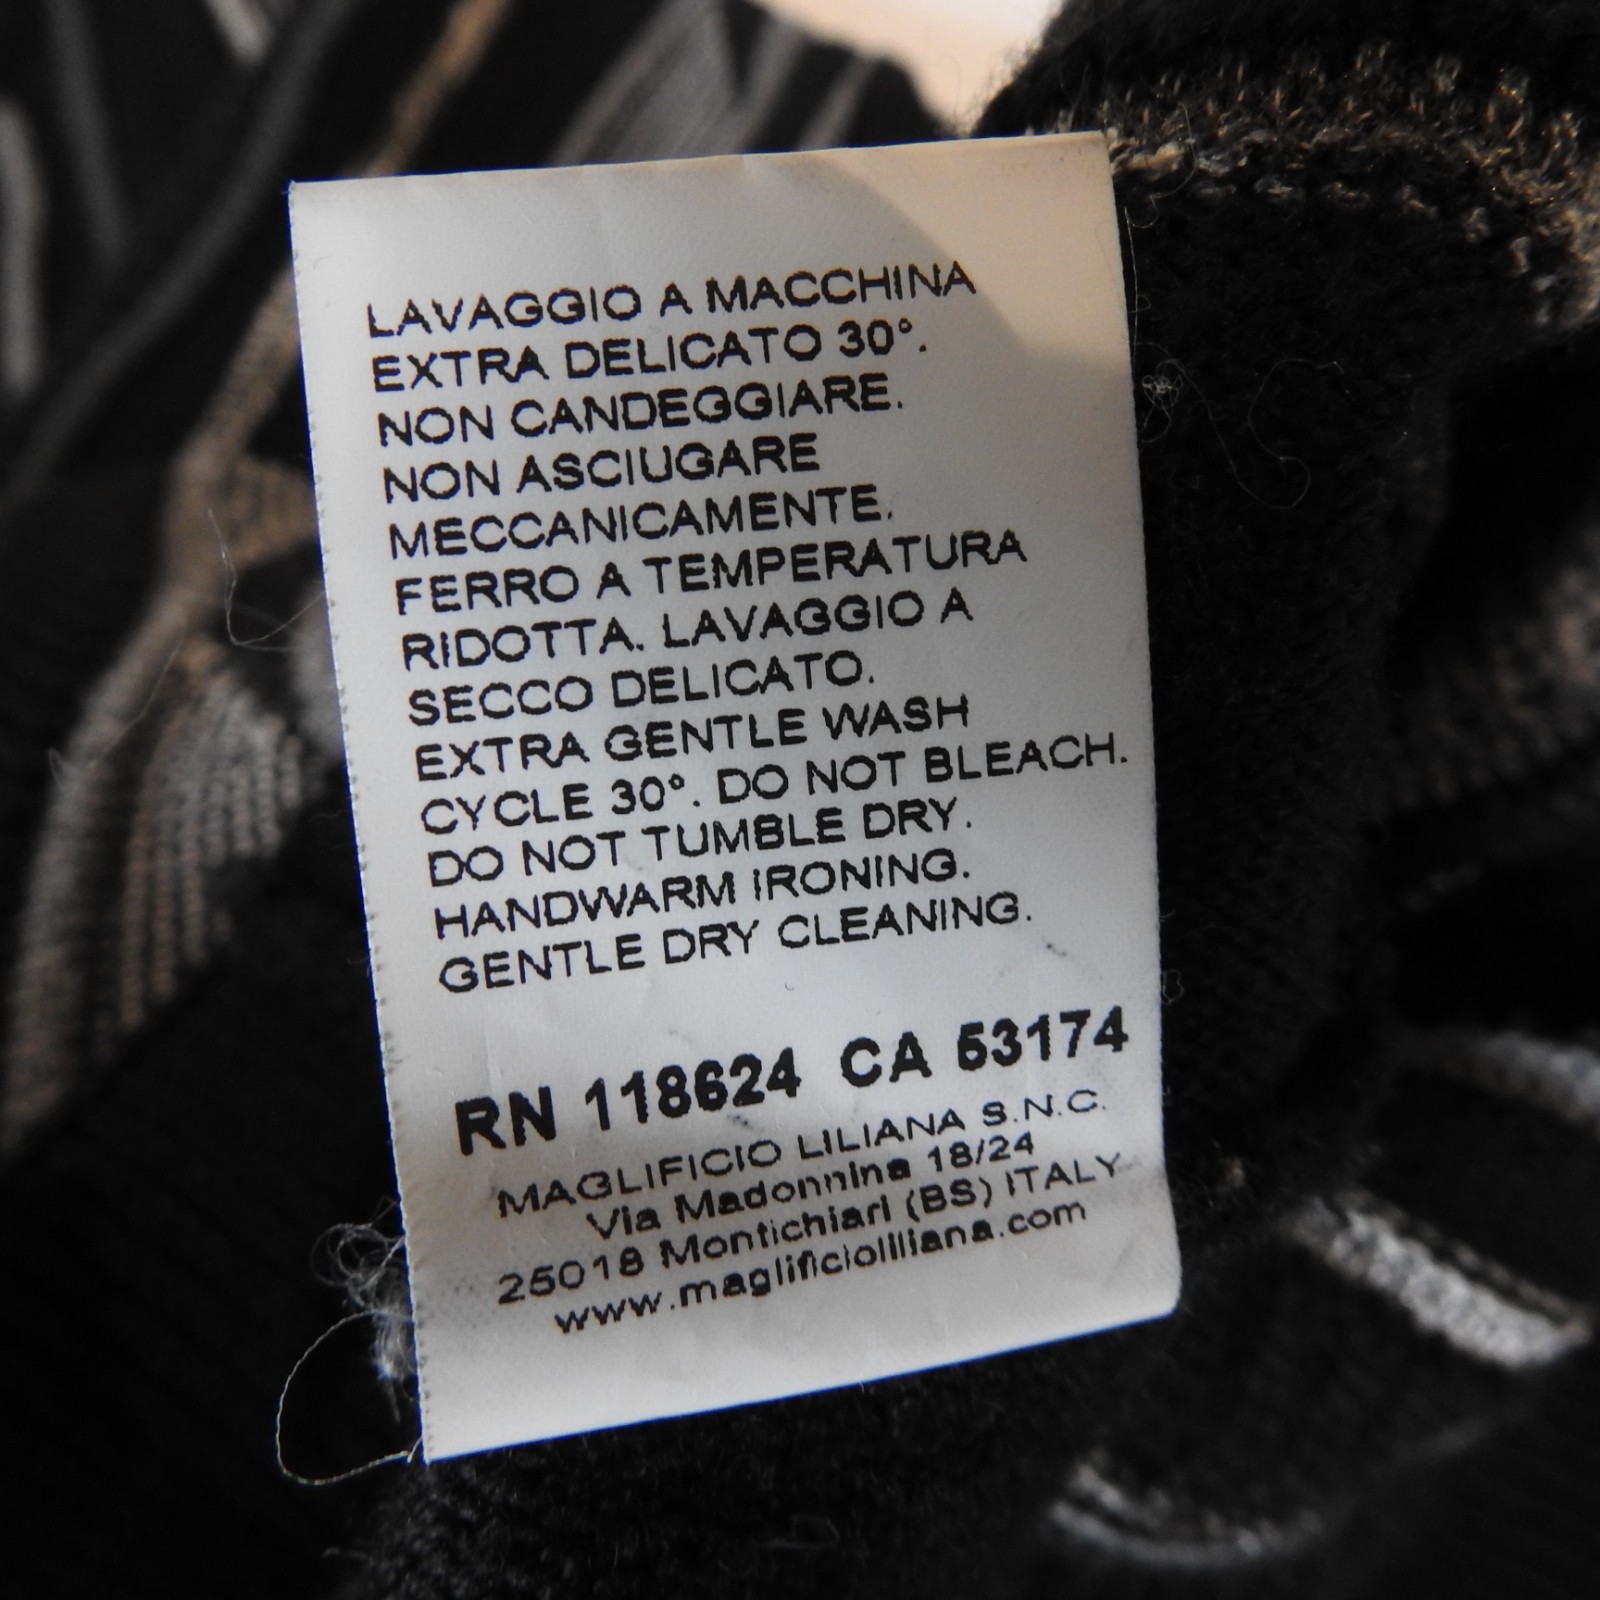 LAVAGGIO A MACCHINA
EXTRA DELICATO 30°.
NON CANDEGGIARE.
NON ASCIUGARE
MECCANICAMENTE.
FERRO A TEMPERATURA
RIDOTTA. LAVAGGIO A
SECCO DELICATO.
EXTRA GENTLE WASH
CYCLE 30°. DO NOT BLEACH.
DO NOT TUMBLE DRY.
HANDWARM IRONING.
GENTLE DRY CLEANING.
RN 118624 CA 53174
MAGLIFICIO LILIANA S.N.C.
Via Madonnina 18/24
25018 Montichiari (BS) ITALY
www.maglificioliliana.com